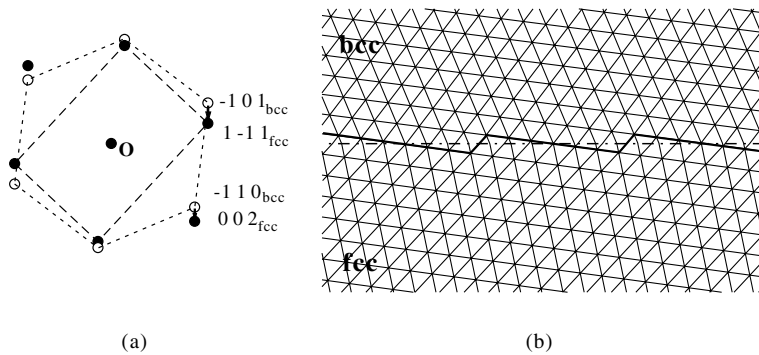 -1 0 1bcc
1 -1 1fcc
O
-1 1 0bcc
0 0 2fcc
(a)
bcc
fcc
(b)